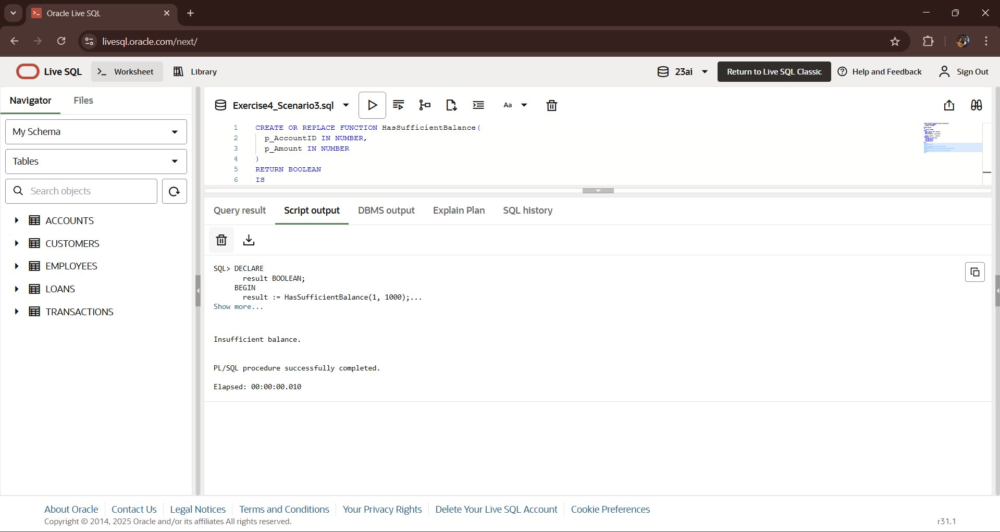 Oracle Live SQL
livesql.oracle.com/next/
Live SQL
Worksheet
Library
23ai
Return to Live SQL Classic
Help and Feedback
Sign Out
Navigator
Files
My Schema
Tables
Search objects
ACCOUNTS
CUSTOMERS
EMPLOYEES
LOANS
TRANSACTIONS
Exercise4_Scenario3.sql
Aa
1 CREATE OR REPLACE FUNCTION HasSufficientBalance(
2 p_AccountID IN NUMBER,
3 p_Amount IN NUMBER
4 )
5 RETURN BOOLEAN
6 IS
Query result
Script output
DBMS output
Explain Plan
SQL history
SQL> DECLARE
result BOOLEAN;
BEGIN
result := HasSufficientBalance(1, 1000);...
Show more...
Insufficient balance.
PL/SQL procedure successfully completed.
Elapsed: 00:00:00.010
About Oracle
Contact Us
Legal Notices
Terms and Conditions
Your Privacy Rights
Delete Your Live SQL Account
Cookie Preferences
Copyright © 2014, 2025 Oracle and/or its affiliates All rights reserved.
r31.1